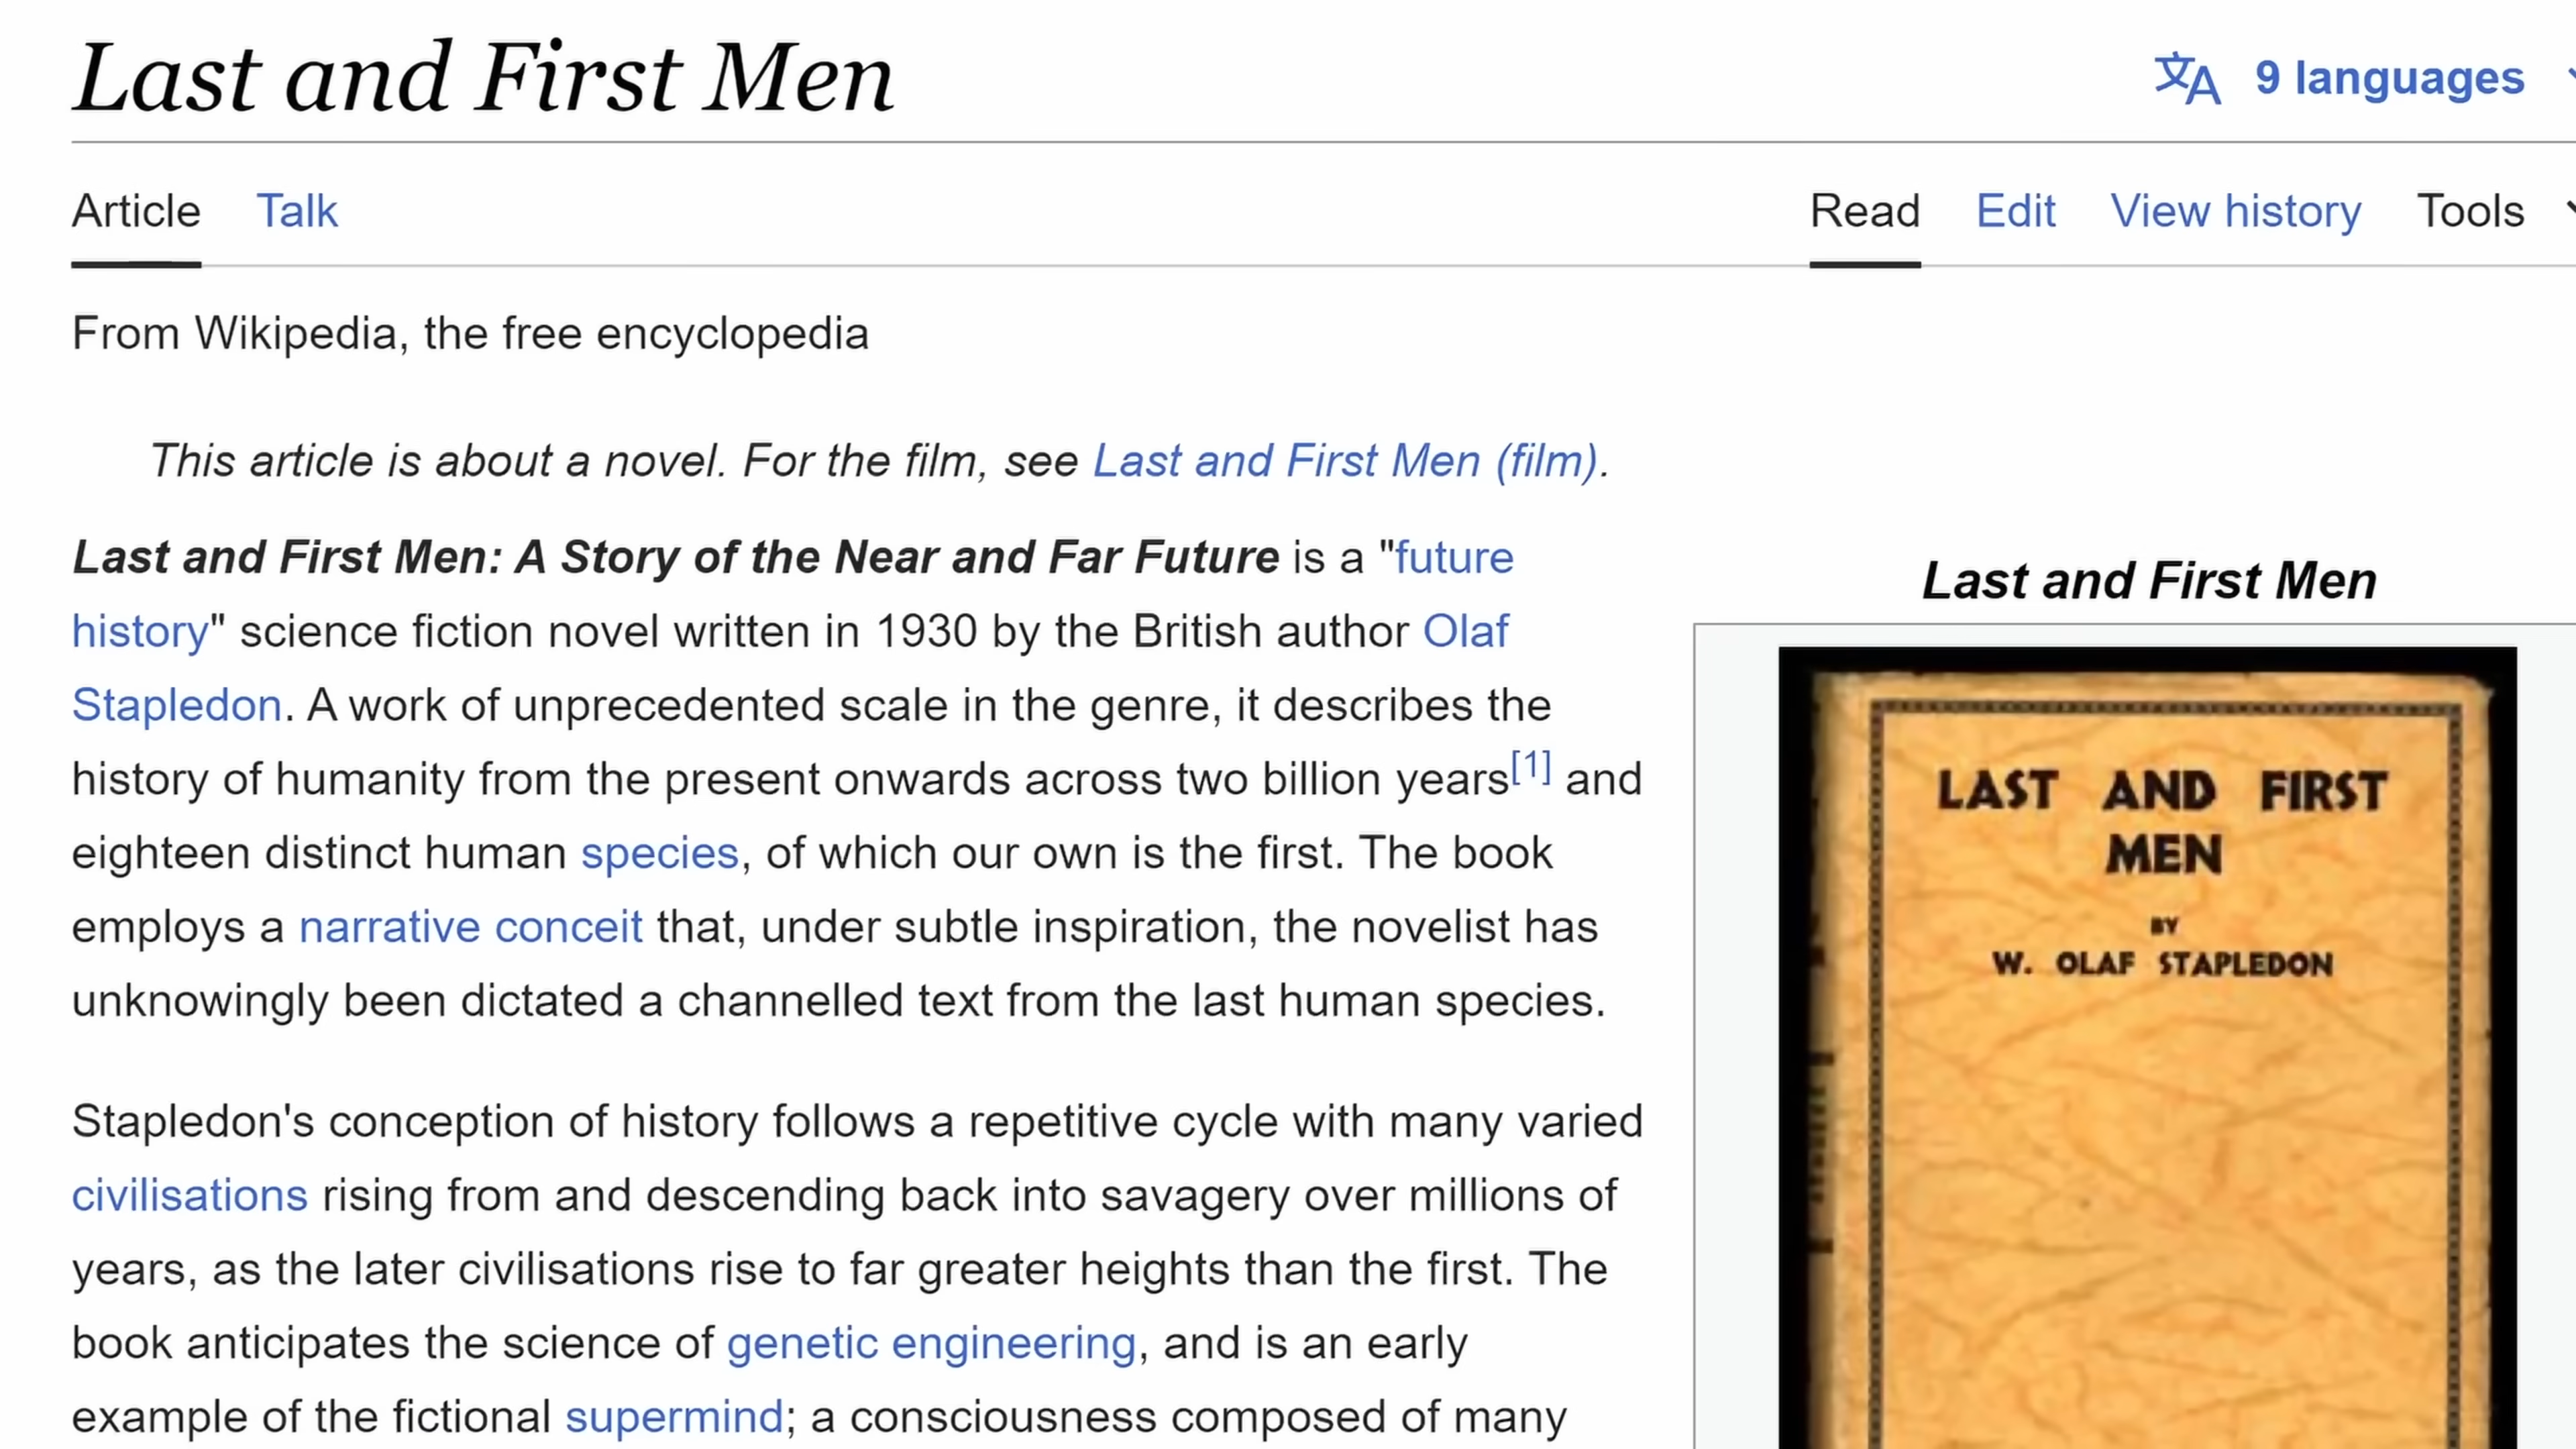 Last and First Men
文A 9 languages
Article Talk Read Edit View history Tools
From Wikipedia, the free encyclopedia
This article is about a novel. For the film, see Last and First Men (film).
Last and First Men: A Story of the Near and Far Future is a "future
history" science fiction novel written in 1930 by the British author Olaf
Stapledon. A work of unprecedented scale in the genre, it describes the
history of humanity from the present onwards across two billion years[1] and
eighteen distinct human species, of which our own is the first. The book
employs a narrative conceit that, under subtle inspiration, the novelist has
unknowingly been dictated a channelled text from the last human species.
Stapledon's conception of history follows a repetitive cycle with many varied
civilisations rising from and descending back into savagery over millions of
years, as the later civilisations rise to far greater heights than the first. The
book anticipates the science of genetic engineering, and is an early
example of the fictional supermind; a consciousness composed of many
Last and First Men
LAST AND FIRST
MEN
BY
W. OLAF STAPLEDON